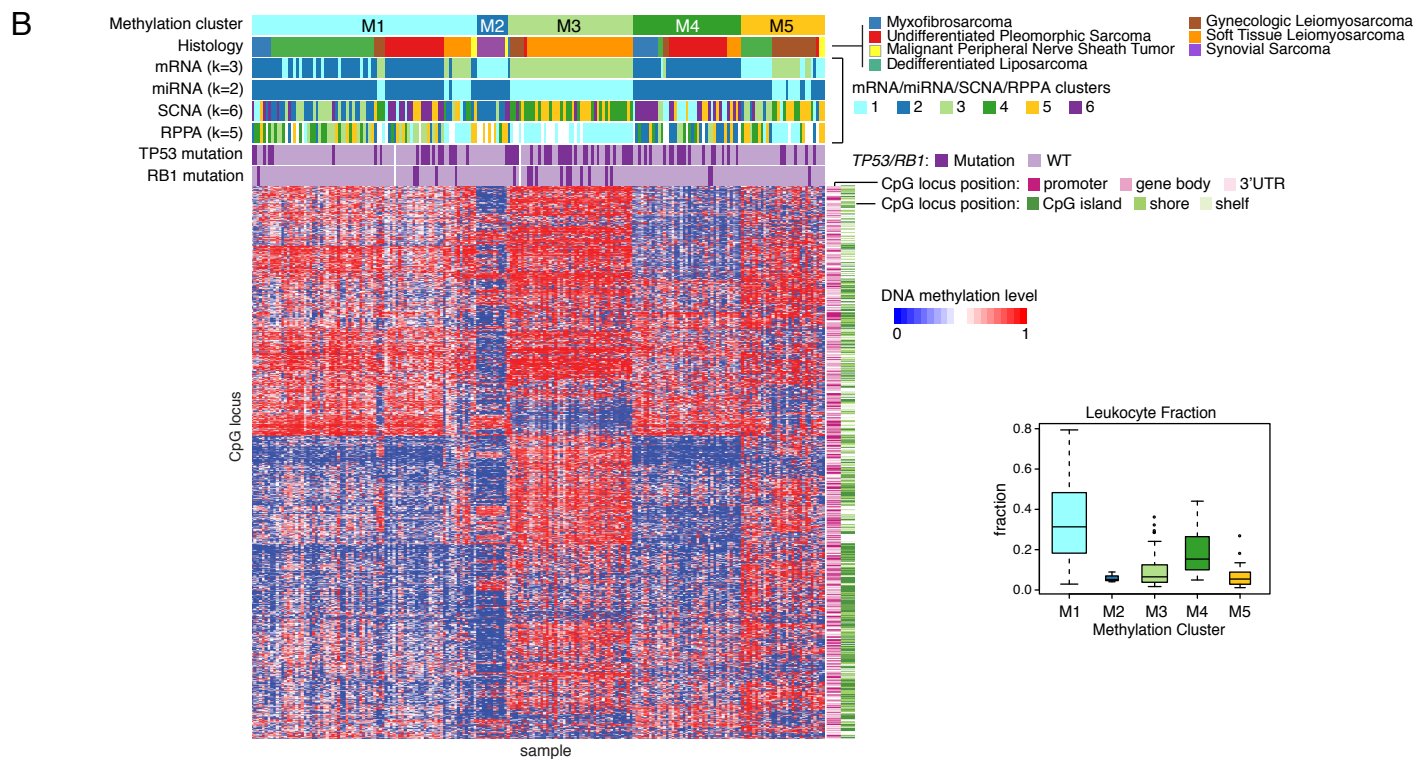 B
Methylation cluster
M1
M2
M3
M4
M5
Histology
mRNA (k=3)
miRNA (k=2)
SCNA (k=6)
RPPA (k=5)
TP53 mutation
RB1 mutation
Myxofibrosarcoma
Undifferentiated Pleomorphic Sarcoma
Malignant Peripheral Nerve Sheath Tumor
Dedifferentiated Liposarcoma
Gynecologic Leiomyosarcoma
Soft Tissue Leiomyosarcoma
Synovial Sarcoma
mRNA/miRNA/SCNA/RPPA clusters
1 2 3 4 5 6
TP53/RB1: Mutation WT
CpG locus position: promoter gene body 3'UTR
CpG locus position: CpG island shore shelf
DNA methylation level
0 1
CpG locus
sample
Leukocyte Fraction
fraction
0.8
0.6
0.4
0.2
0.0
M1 M2 M3 M4 M5
Methylation Cluster